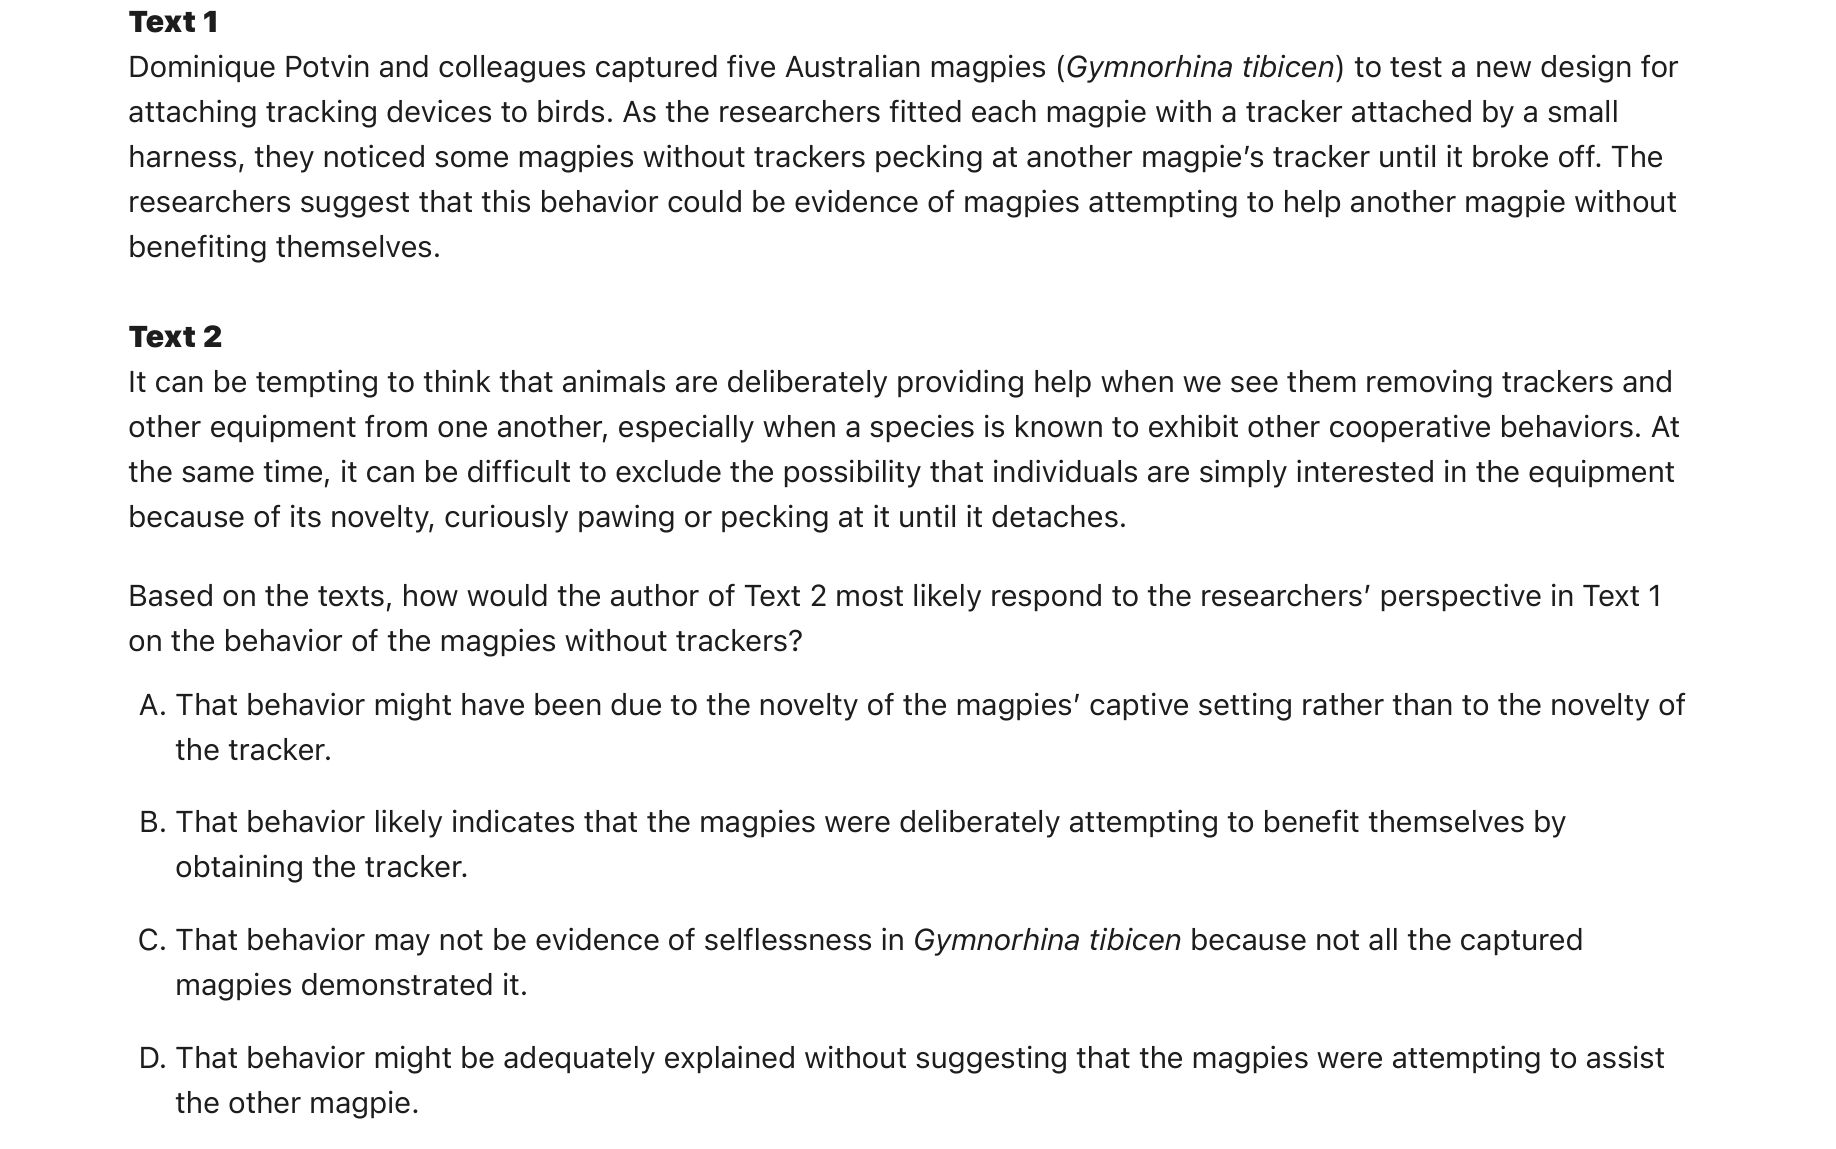 Text 1
Dominique Potvin and colleagues captured five Australian magpies (Gymnorhina tibicen) to test a new design for
attaching tracking devices to birds. As the researchers fitted each magpie with a tracker attached by a small
harness, they noticed some magpies without trackers pecking at another magpie’s tracker until it broke off. The
researchers suggest that this behavior could be evidence of magpies attempting to help another magpie without
benefiting themselves.
Text 2
It can be tempting to think that animals are deliberately providing help when we see them removing trackers and
other equipment from one another, especially when a species is known to exhibit other cooperative behaviors. At
the same time, it can be difficult to exclude the possibility that individuals are simply interested in the equipment
because of its novelty, curiously pawing or pecking at it until it detaches.
Based on the texts, how would the author of Text 2 most likely respond to the researchers’ perspective in Text 1
on the behavior of the magpies without trackers?
A. That behavior might have been due to the novelty of the magpies’ captive setting rather than to the novelty of
the tracker.
B. That behavior likely indicates that the magpies were deliberately attempting to benefit themselves by
obtaining the tracker.
C. That behavior may not be evidence of selflessness in Gymnorhina tibicen because not all the captured
magpies demonstrated it.
D. That behavior might be adequately explained without suggesting that the magpies were attempting to assist
the other magpie.